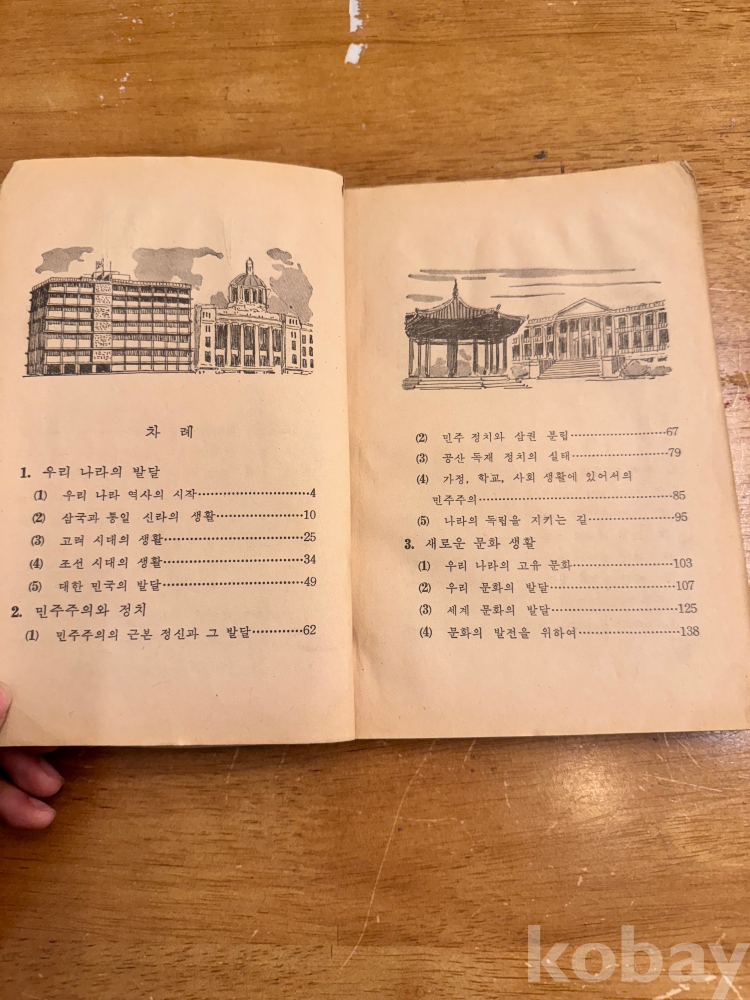 차 례
1. 우리 나라의 발달
(1) 우리 나라 역사의 시작 ················ 4
(2) 삼국과 통일 신라의 생활 ············ 10
(3) 고려 시대의 생활 ···················· 25
(4) 조선 시대의 생활 ···················· 34
(5) 대한 민국의 발달 ···················· 49
2. 민주주의와 정치
(1) 민주주의의 근본 정신과 그 발달 ············ 62
(2) 민주 정치와 삼권 분립 ·············· 67
(3) 공산 독재 정치의 실태 ·············· 79
(4) 가정, 학교, 사회 생활에 있어서의
민주주의 ···························· 85
(5) 나라의 독립을 지키는 길 ············ 95
3. 새로운 문화 생활
(1) 우리 나라의 고유 문화 ·············· 103
(2) 우리 문화의 발달 ···················· 107
(3) 세계 문화의 발달 ···················· 125
(4) 문화의 발전을 위하여 ················ 138
kobay